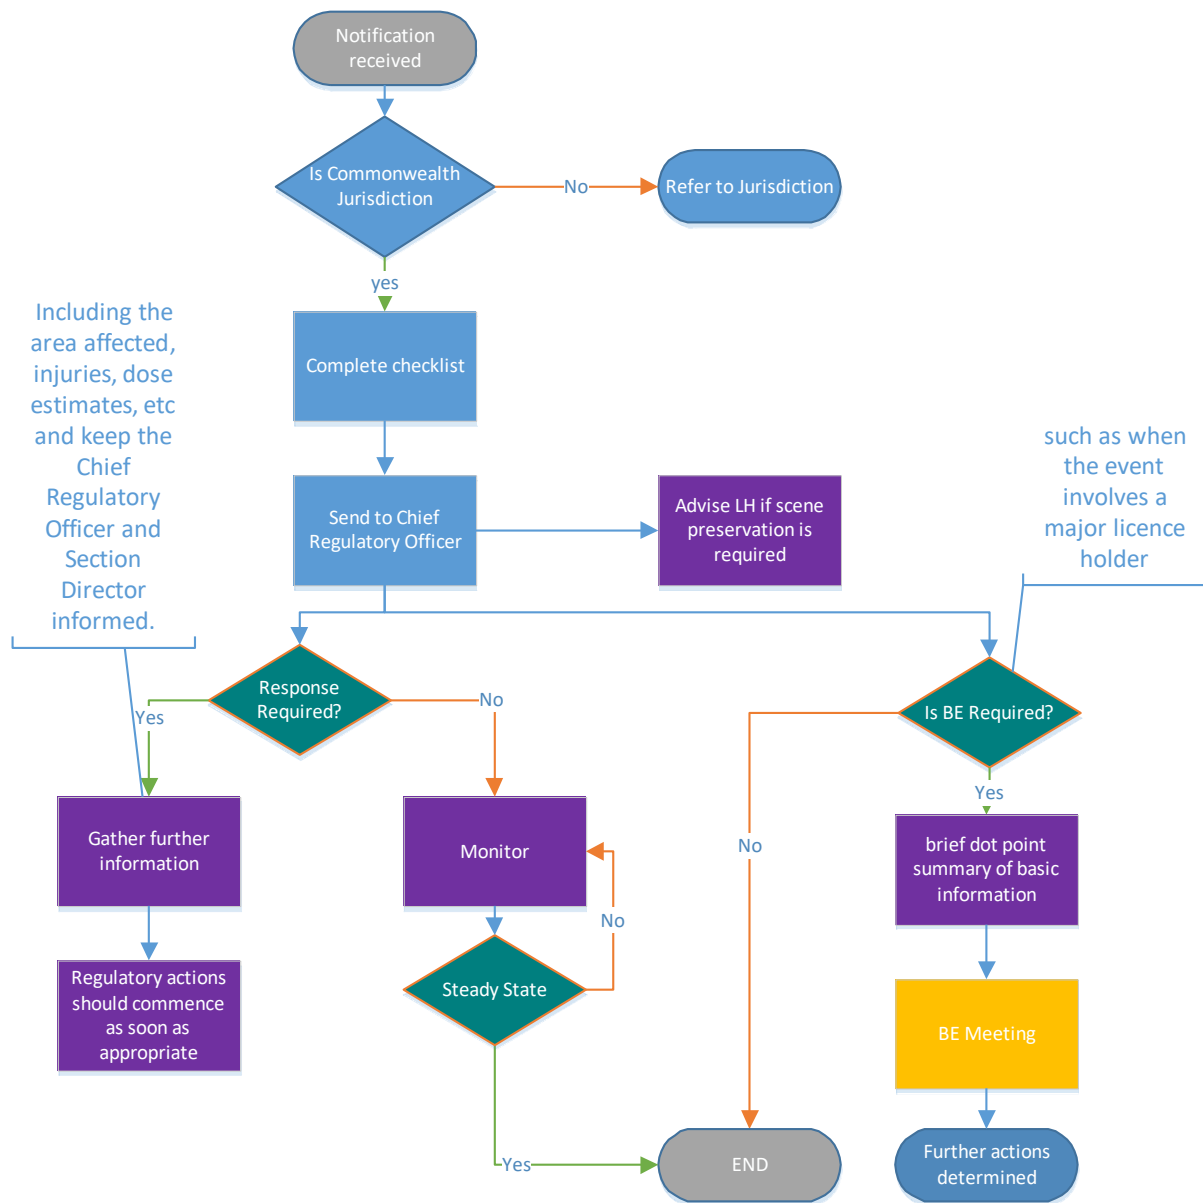 Notification
received
Is Commonwealth
Jurisdiction
No
Refer to Jurisdiction
yes
Including the
area affected,
injuries, dose
estimates, etc
and keep the
Chief
Regulatory
Officer and
Section
Director
informed.
Complete checklist
such as when
the event
involves a
major licence
holder
Send to Chief
Regulatory Officer
Advise LH if scene
preservation is
required
Response
Required?
Yes
No
Is BE Required?
Yes
No
Gather further
information
Monitor
brief dot point
summary of basic
information
No
Regulatory actions
should commence
as soon as
appropriate
Steady State
BE Meeting
Yes
END
Further actions
determined